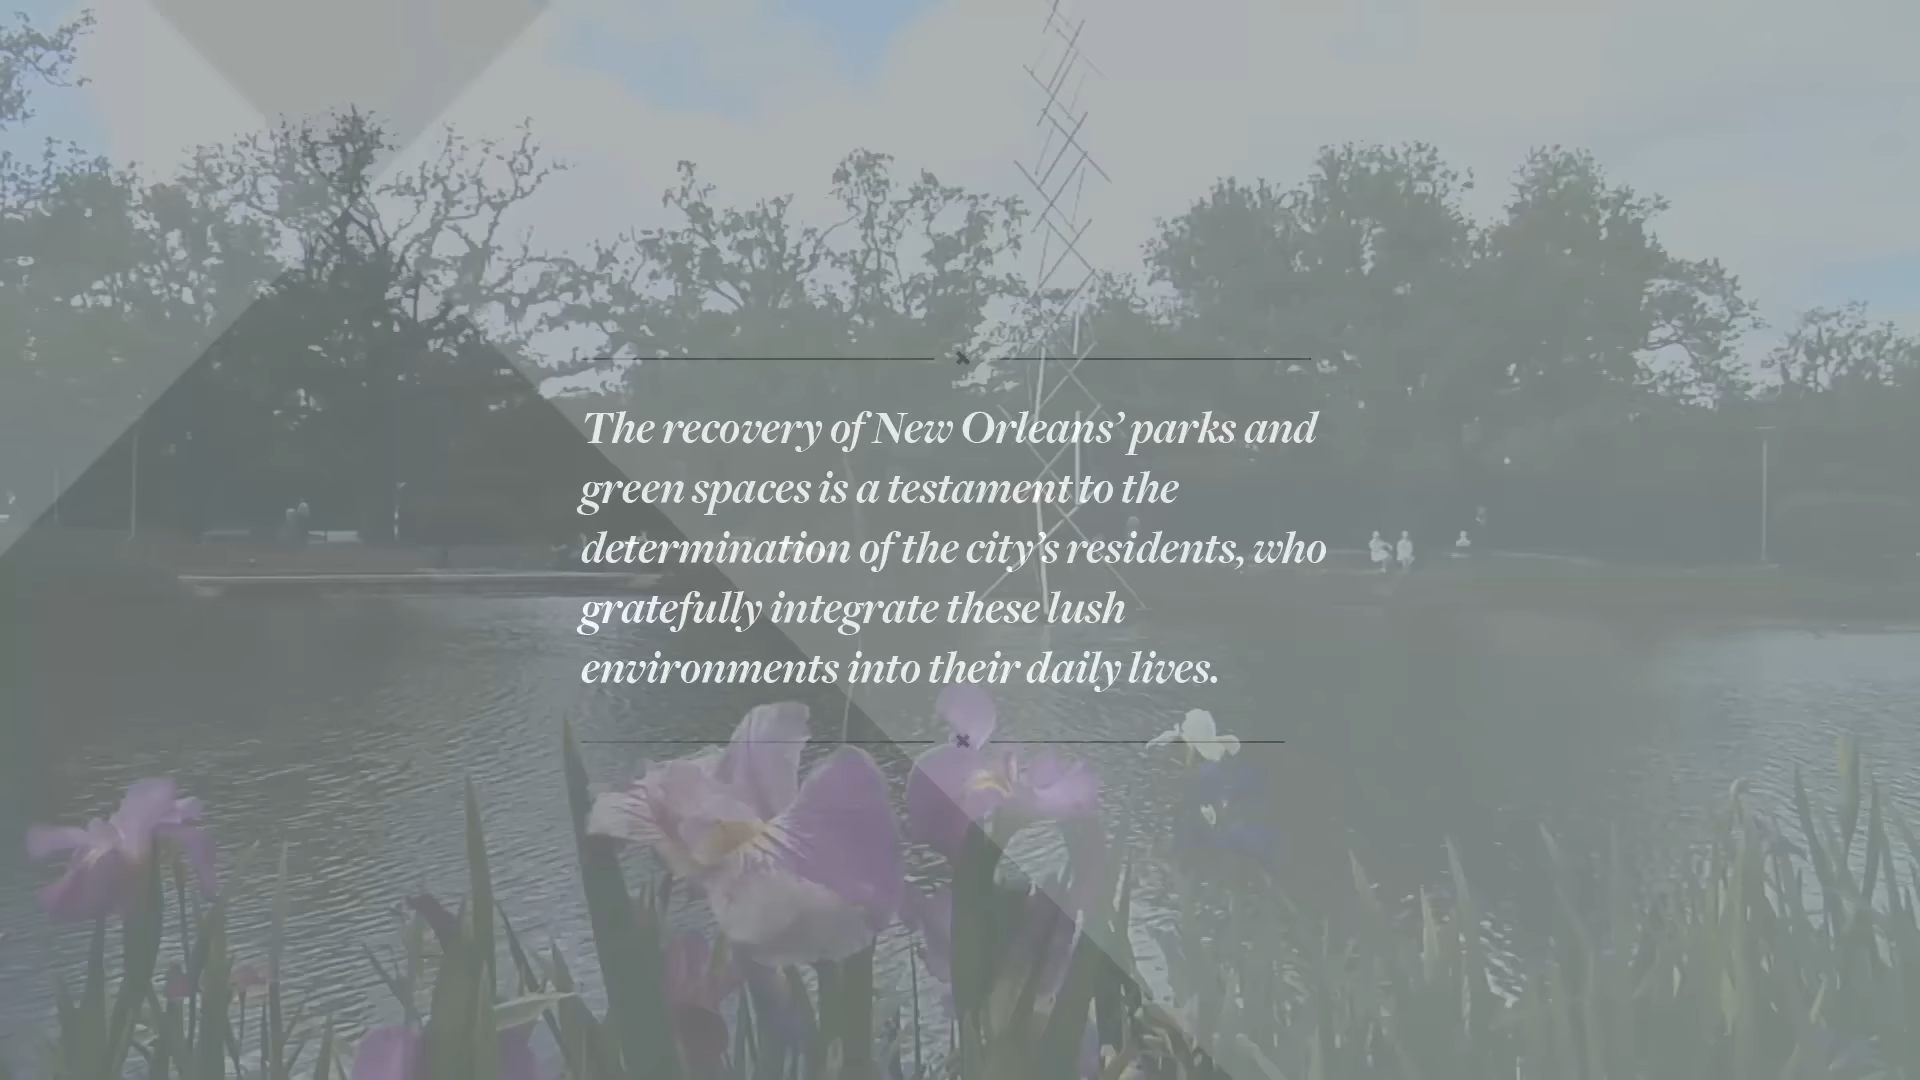 The recovery of New Orleans’ parks and
green spaces is a testament to the
determination of the city’s residents, who
gratefully integrate these lush
environments into their daily lives.